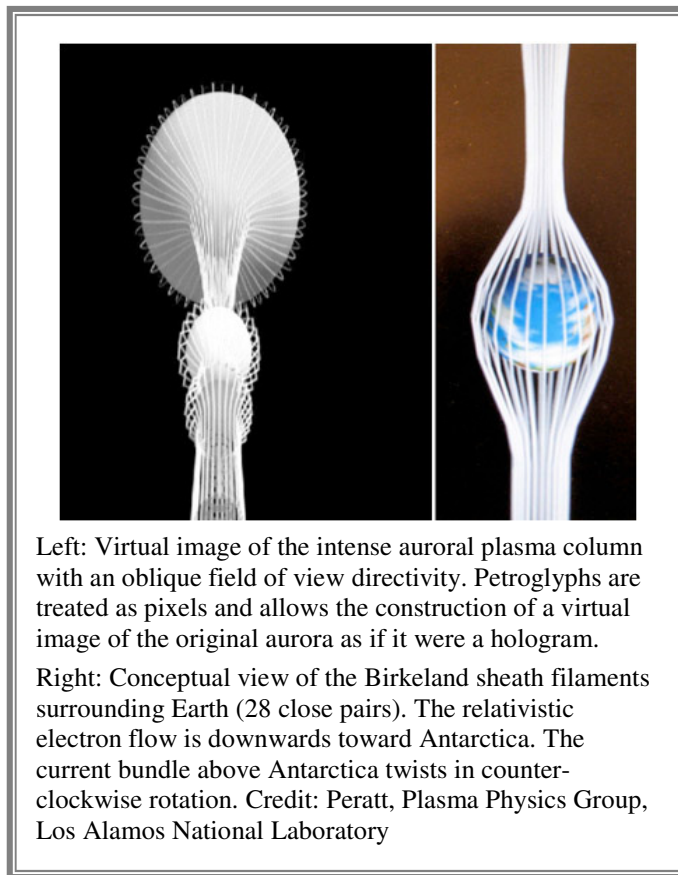 Left: Virtual image of the intense auroral plasma column
with an oblique field of view directivity. Petroglyphs are
treated as pixels and allows the construction of a virtual
image of the original aurora as if it were a hologram.
Right: Conceptual view of the Birkeland sheath filaments
surrounding Earth (28 close pairs). The relativistic
electron flow is downwards toward Antarctica. The
current bundle above Antarctica twists in counter-
clockwise rotation. Credit: Peratt, Plasma Physics Group,
Los Alamos National Laboratory